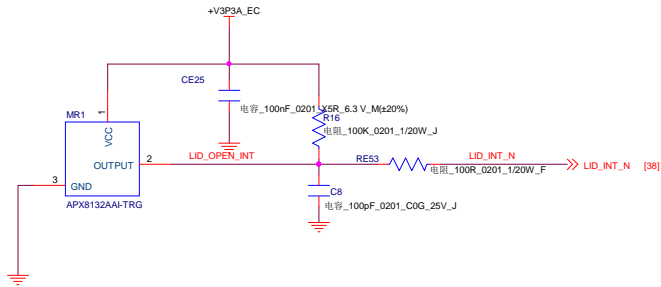 +V3P3A_EC
CE25
电容_100nF_0201_X5R_6.3 V_M(±20%)
MR1
1
VCC
R16
电阻_100K_0201_1/20W_J
OUTPUT
2
LID_OPEN_INT
RE53
LID_INT_N
LID_INT_N
[38]
电阻_100R_0201_1/20W_F
3
GND
C8
APX8132AAI-TRG
电容_100pF_0201_C0G_25V_J